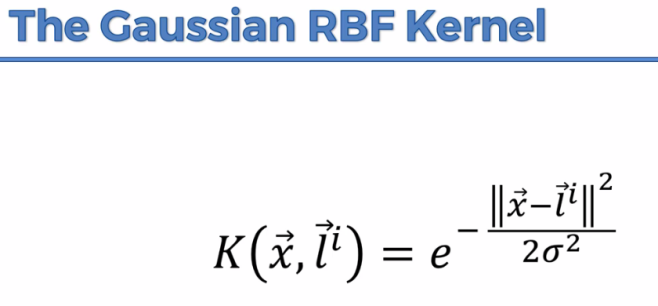 The Gaussian RBF Kernel
K(x⃗, l⃗ⁱ) = e^(−‖x⃗−l⃗ⁱ‖² / 2σ²)